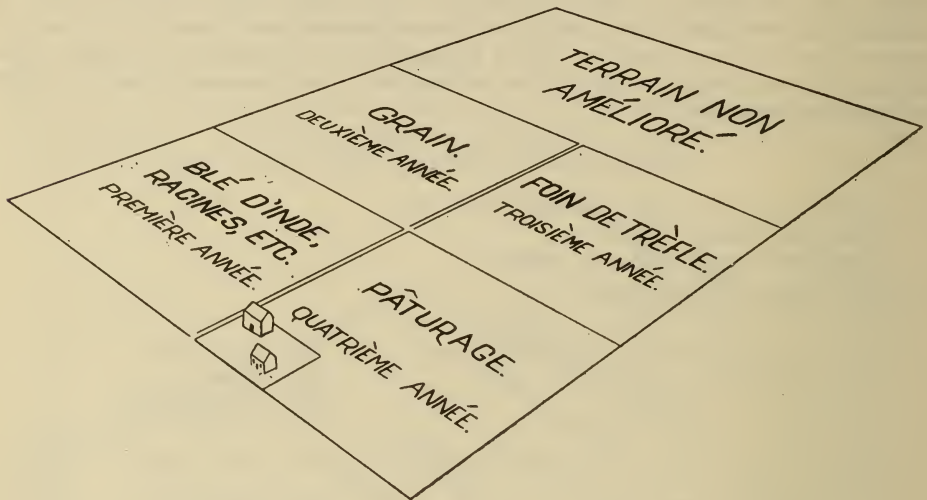 TERRAIN NON
AMÉLIORÉ.
GRAIN.
DEUXIÈME ANNÉE.
BLÉ D'INDE,
RACINES, ETC.
PREMIÈRE ANNÉE.
FOIN DE TRÈFLE.
TROISIÈME ANNÉE.
PÂTURAGE.
QUATRIÈME ANNÉE.